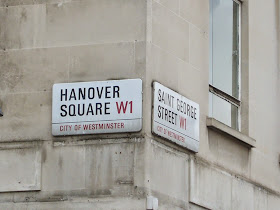 HANOVER
SQUARE W1
CITY OF WESTMINSTER
SAINT GEORGE
STREET W1
CITY OF WESTMINSTER